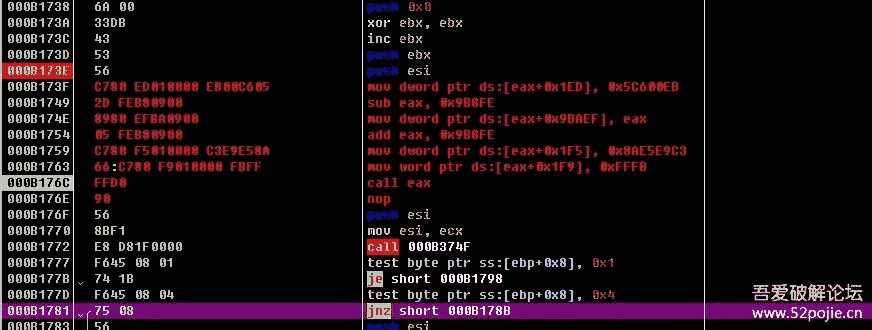 000B1738 6A 00 push 0x0
000B173A 33DB xor ebx, ebx
000B173C 43 inc ebx
000B173D 53 push ebx
000B173E 56 push esi
000B173F C780 ED010000 EB00C605 mov dword ptr ds:[eax+0x1ED], 0x5C600EB
000B1749 2D FEB80900 sub eax, 0x9B8FE
000B174E 8980 EFBA0900 mov dword ptr ds:[eax+0x9BAEF], eax
000B1754 05 FEB80900 add eax, 0x9B8FE
000B1759 C780 F5010000 C3E9E58A mov dword ptr ds:[eax+0x1F5], 0x8AE5E9C3
000B1763 66:C780 F9010000 FBFF mov word ptr ds:[eax+0x1F9], 0xFFFB
000B176C FFD0 call eax
000B176E 90 nop
000B176F 56 push esi
000B1770 8BF1 mov esi, ecx
000B1772 E8 D81F0000 call 000B374F
000B1777 F645 08 01 test byte ptr ss:[ebp+0x8], 0x1
000B177B 74 1B je short 000B1798
000B177D F645 08 04 test byte ptr ss:[ebp+0x8], 0x4
000B1781 75 08 jnz short 000B178B
000B1783 56 push esi
吾爱破解论坛
www.52pojie.cn